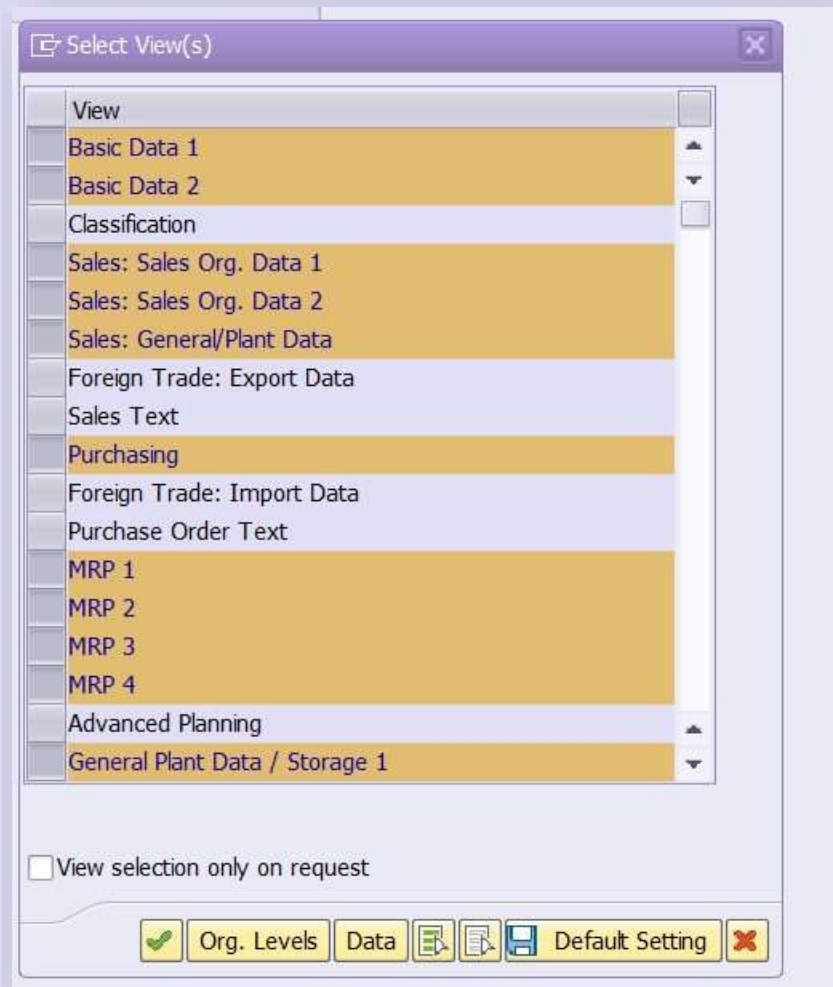 Select View(s)
View
Basic Data 1
Basic Data 2
Classification
Sales: Sales Org. Data 1
Sales: Sales Org. Data 2
Sales: General/Plant Data
Foreign Trade: Export Data
Sales Text
Purchasing
Foreign Trade: Import Data
Purchase Order Text
MRP 1
MRP 2
MRP 3
MRP 4
Advanced Planning
General Plant Data / Storage 1
View selection only on request
Org. Levels Data Default Setting